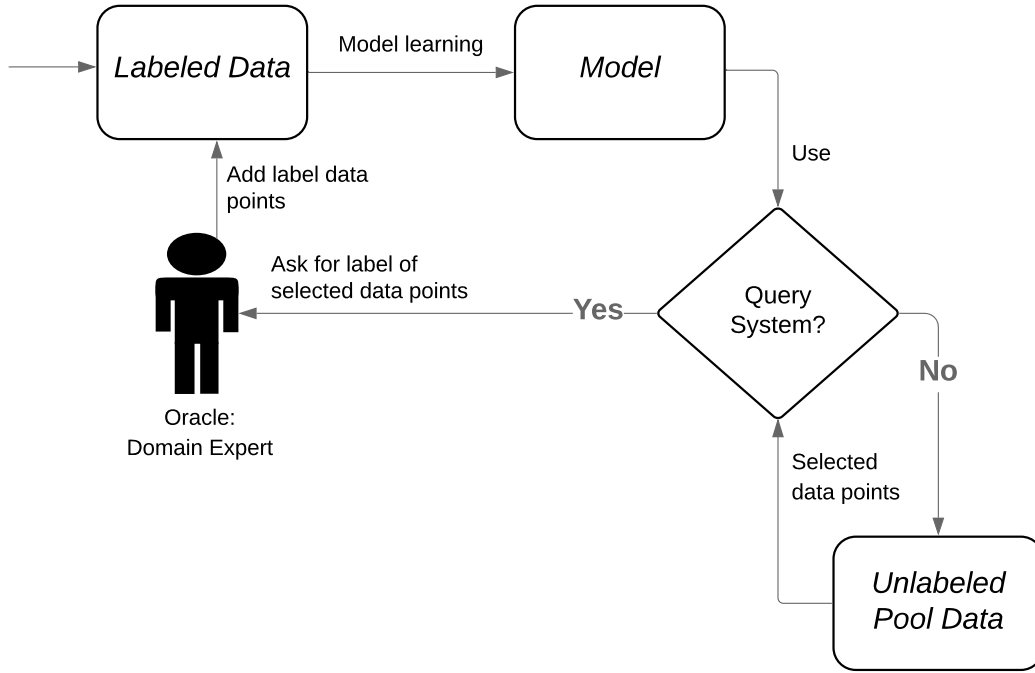 Labeled Data
Model learning
Model
Use
Add label data
points
Ask for label of
selected data points
Yes
Query
System?
No
Oracle:
Domain Expert
Selected
data points
Unlabeled
Pool Data